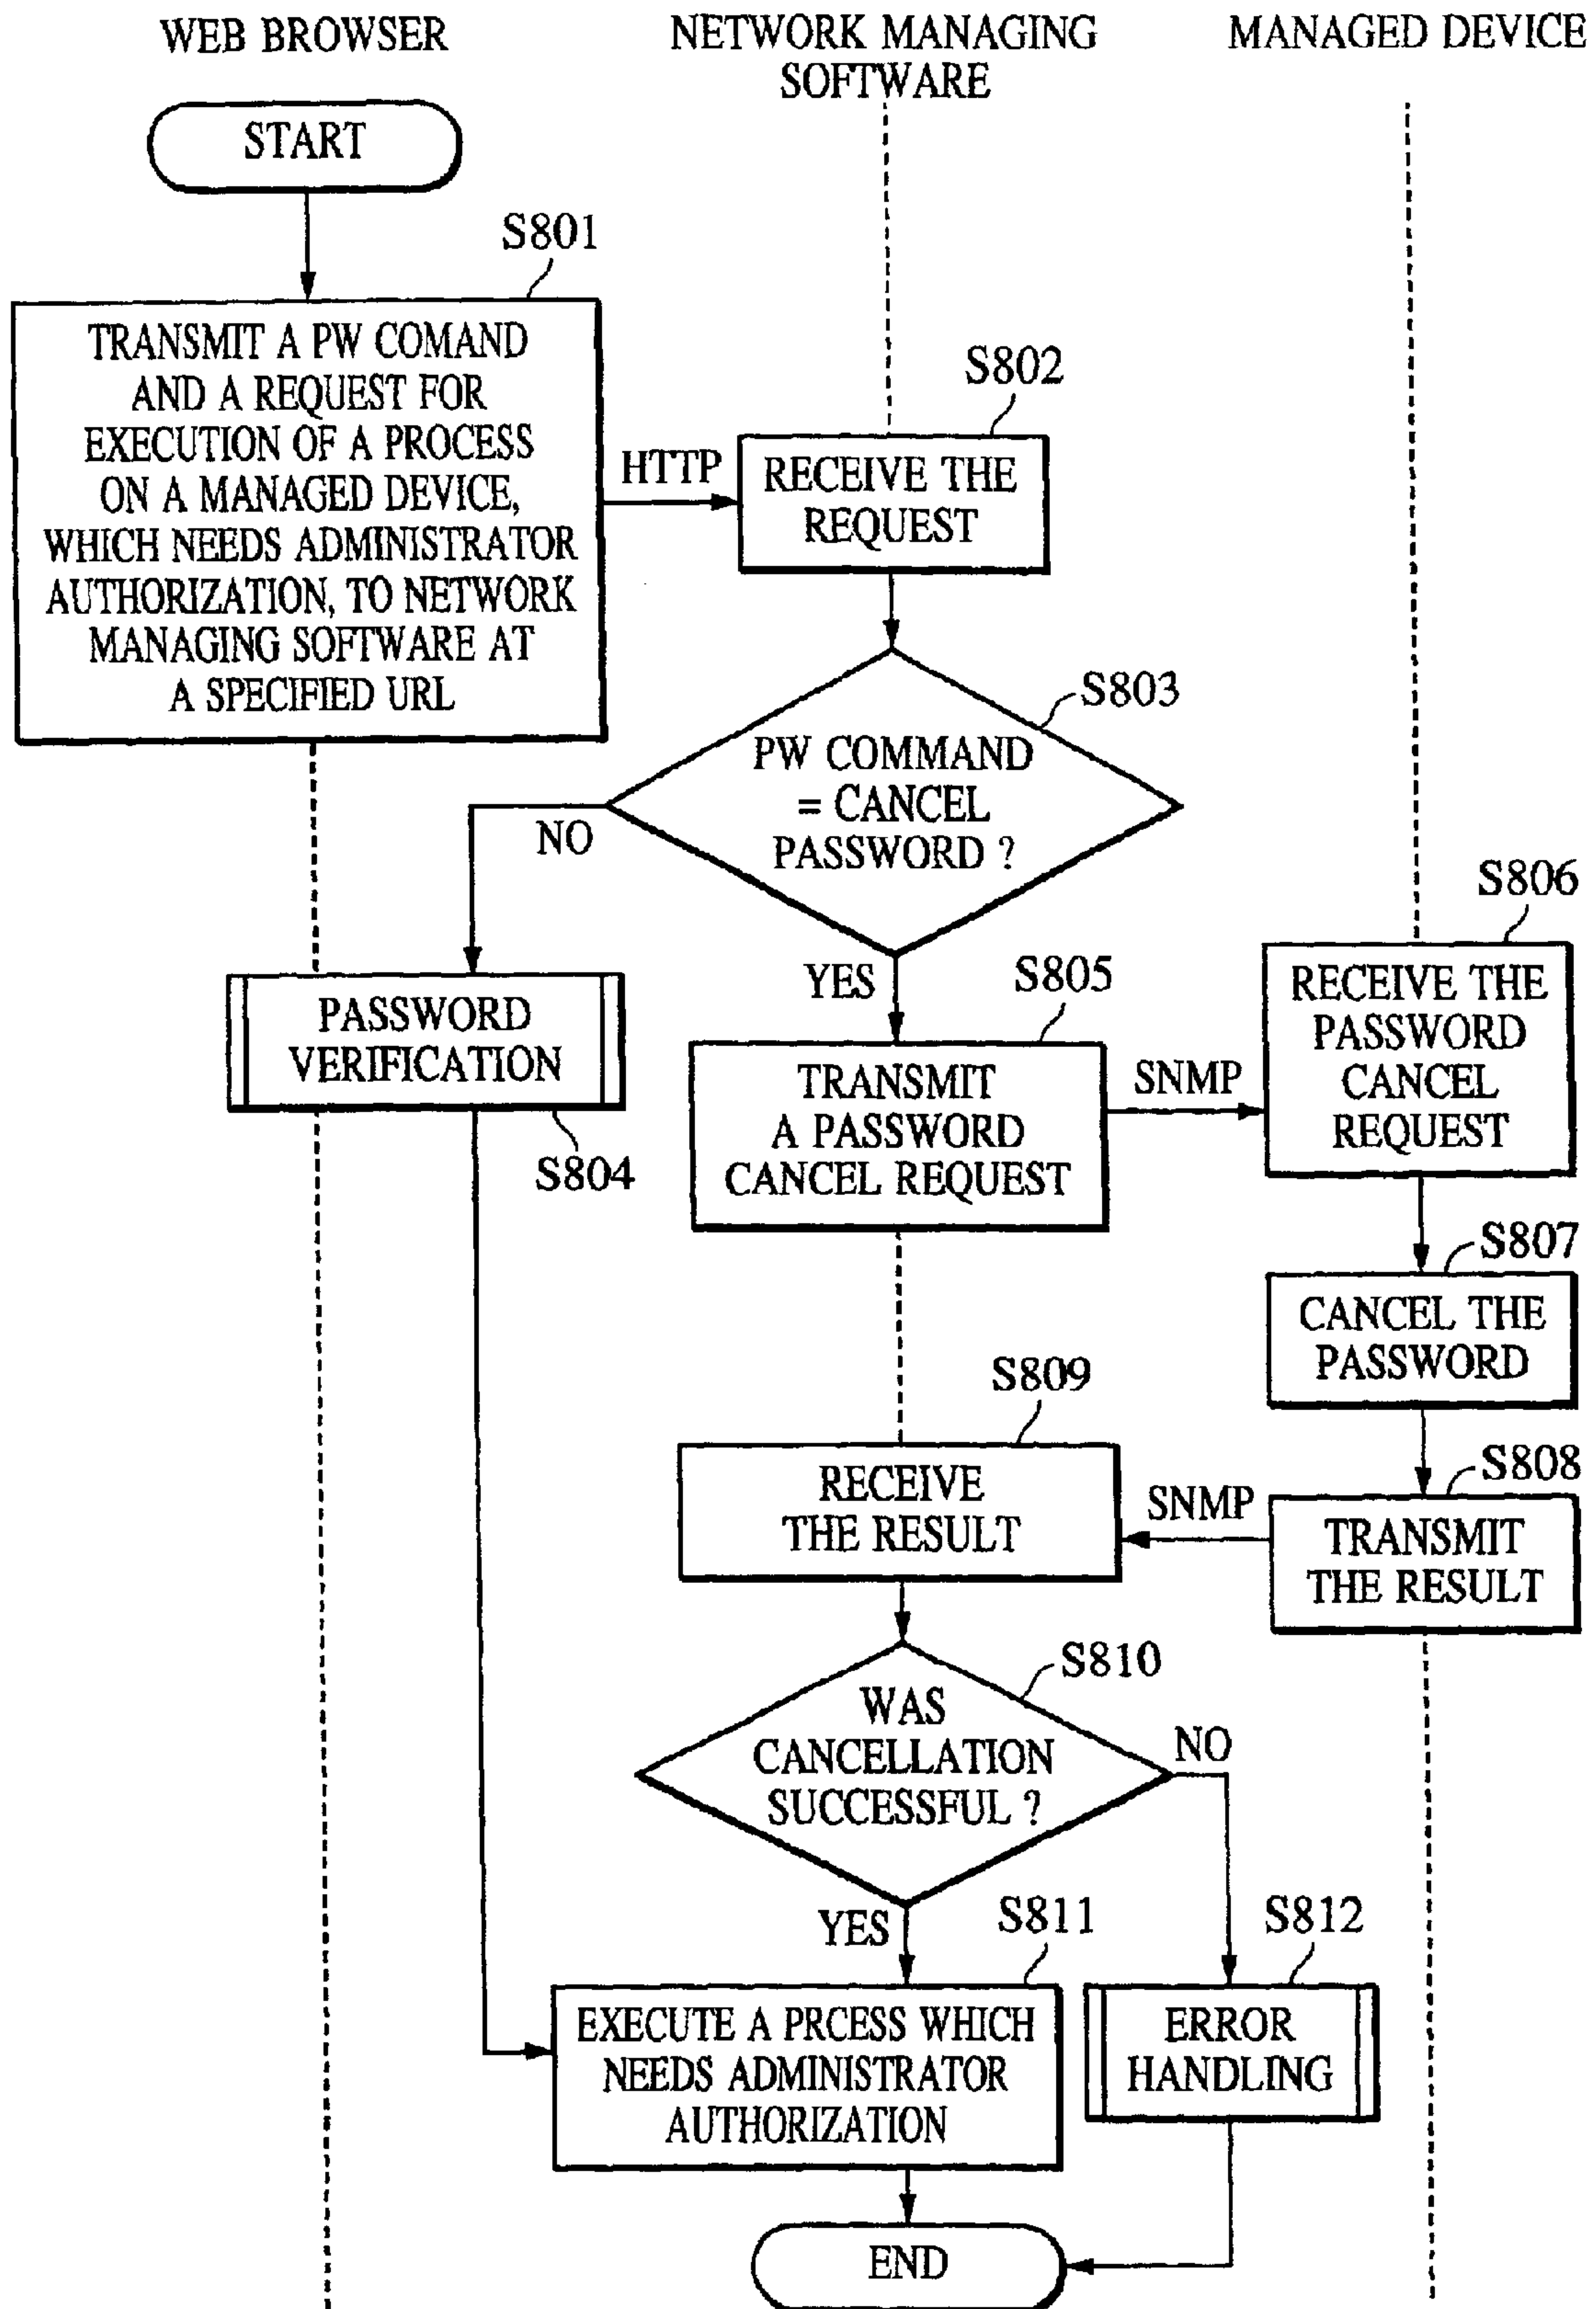 WEB BROWSER
NETWORK MANAGING
SOFTWARE
MANAGED DEVICE
START
S801
TRANSMIT A PW COMAND
AND A REQUEST FOR
EXECUTION OF A PROCESS
ON A MANAGED DEVICE,
WHICH NEEDS ADMINISTRATOR
AUTHORIZATION, TO NETWORK
MANAGING SOFTWARE AT
A SPECIFIED URL
HTTP
S802
RECEIVE THE
REQUEST
S803
PW COMMAND
= CANCEL
PASSWORD ?
NO
YES
PASSWORD
VERIFICATION
S804
S805
TRANSMIT
A PASSWORD
CANCEL REQUEST
SNMP
S806
RECEIVE THE
PASSWORD
CANCEL
REQUEST
S807
CANCEL THE
PASSWORD
S808
TRANSMIT
THE RESULT
SNMP
S809
RECEIVE
THE RESULT
S810
WAS
CANCELLATION
SUCCESSFUL ?
NO
YES
S811
EXECUTE A PRCESS WHICH
NEEDS ADMINISTRATOR
AUTHORIZATION
S812
ERROR
HANDLING
END